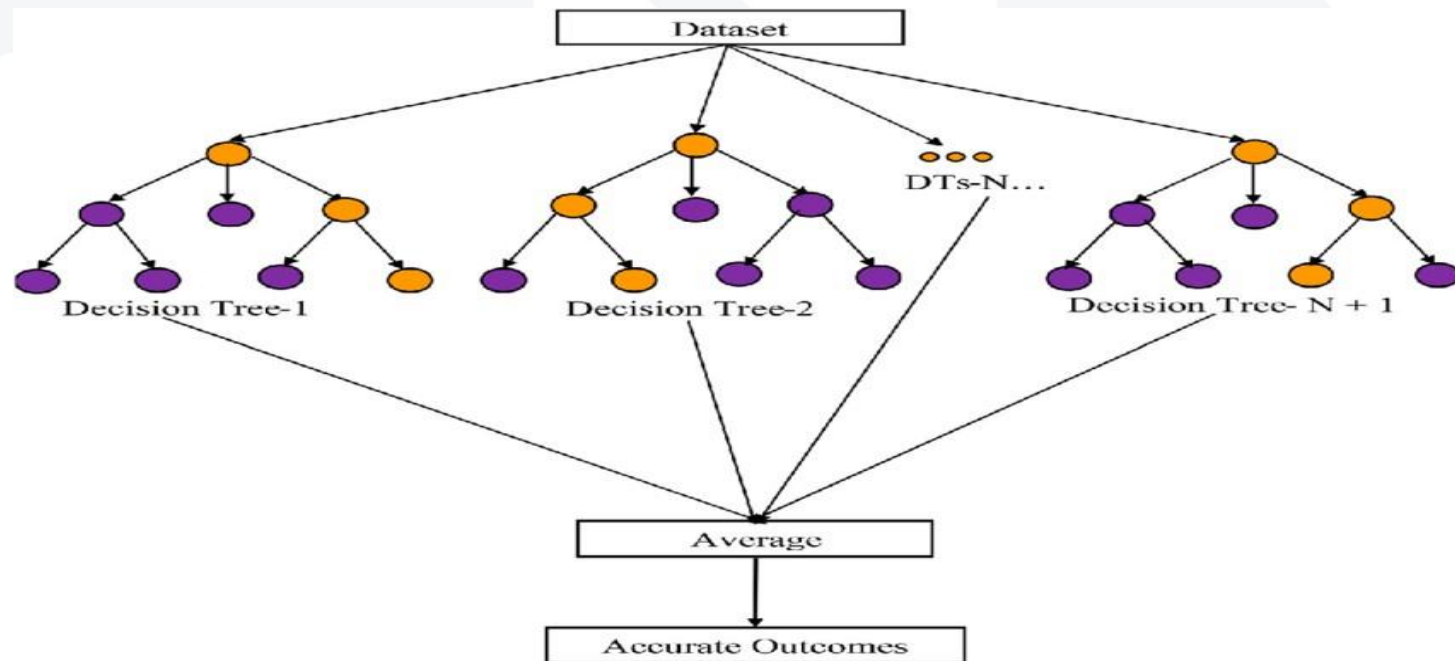 Dataset
DTs-N...
Decision Tree-1
Decision Tree-2
Decision Tree- N + 1
Average
Accurate Outcomes